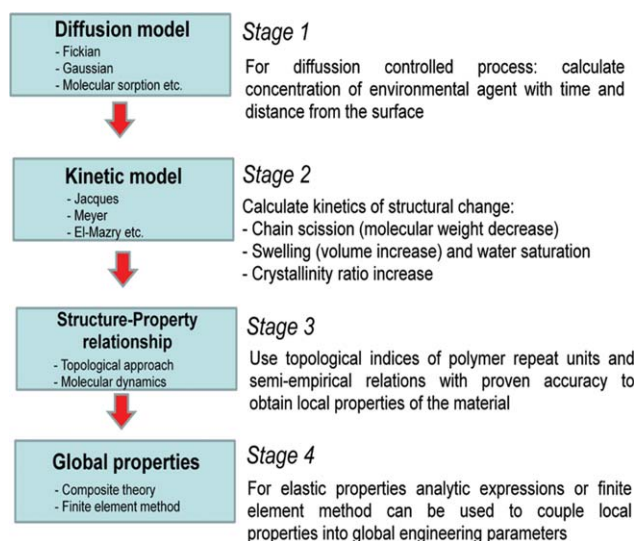 Diffusion model
- Fickian
- Gaussian
- Molecular sorption etc.
Stage 1
For diffussion controlled process: calculate
concentration of environmental agent with time and
distance from the surface
Kinetic model
- Jacques
- Meyer
- El-Mazry etc.
Stage 2
Calculate kinetics of structural change:
- Chain scission (molecular weight decrease)
- Swelling (volume increase) and water saturation
- Crystallinity ratio increase
Structure-Property
relationship
- Topological approach
- Molecular dynamics
Stage 3
Use topological indices of polymer repeat units and
semi-empirical relations with proven accuracy to
obtain local properties of the material
Global properties
- Composite theory
- Finite element method
Stage 4
For elastic properties analytic expressions or finite
element method can be used to couple local
properties into global engineering parameters